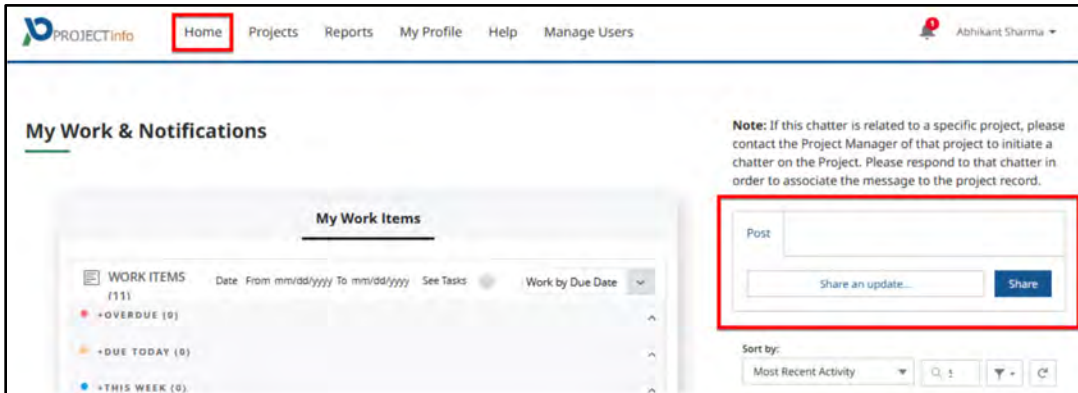 PROJECTinfo Home Projects Reports My Profile Help Manage Users 1 Abhikant Sharma
My Work & Notifications
My Work Items
WORK ITEMS (11) Date From mm/dd/yyyy To mm/dd/yyyy See Tasks Work by Due Date
+OVERDUE (0)
+DUE TODAY (0)
+THIS WEEK (0)
Note: If this chatter is related to a specific project, please
contact the Project Manager of that project to initiate a
chatter on the Project. Please respond to that chatter in
order to associate the message to the project record.
Post
Share an update... Share
Sort by:
Most Recent Activity